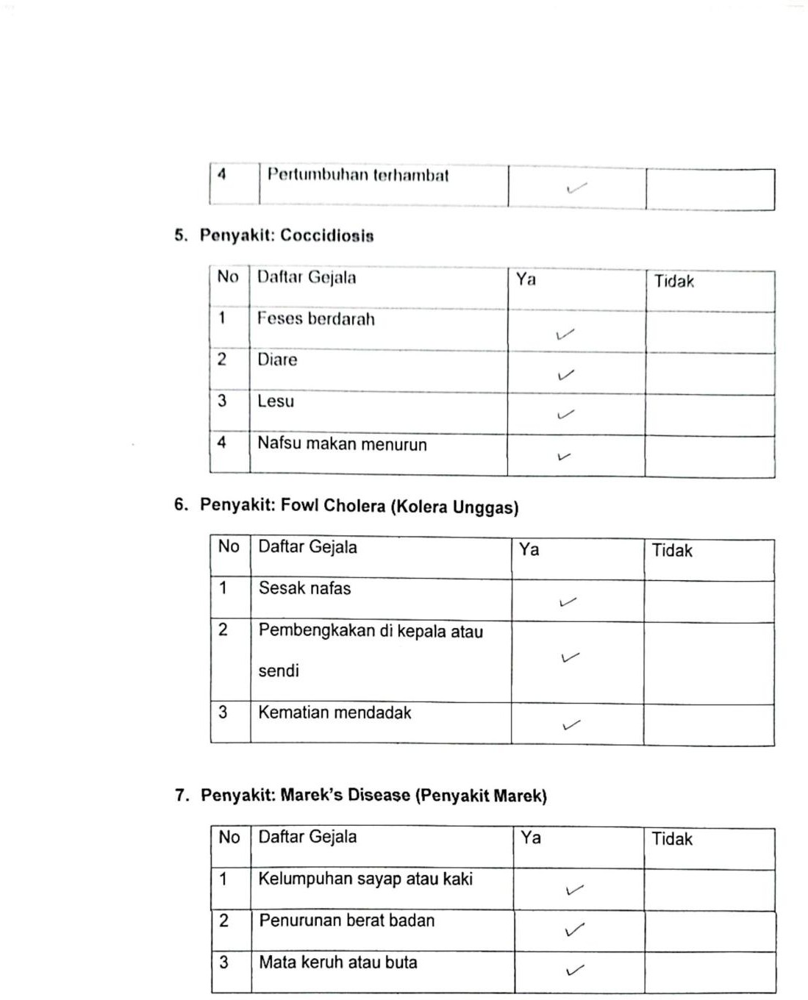 4 Pertumbuhan terhambat ✓
5. Penyakit: Coccidiosis
No Daftar Gejala Ya Tidak
1 Feses berdarah ✓
2 Diare ✓
3 Lesu ✓
4 Nafsu makan menurun ✓
6. Penyakit: Fowl Cholera (Kolera Unggas)
No Daftar Gejala Ya Tidak
1 Sesak nafas ✓
2 Pembengkakan di kepala atau
sendi ✓
3 Kematian mendadak ✓
7. Penyakit: Marek's Disease (Penyakit Marek)
No Daftar Gejala Ya Tidak
1 Kelumpuhan sayap atau kaki ✓
2 Penurunan berat badan ✓
3 Mata keruh atau buta ✓